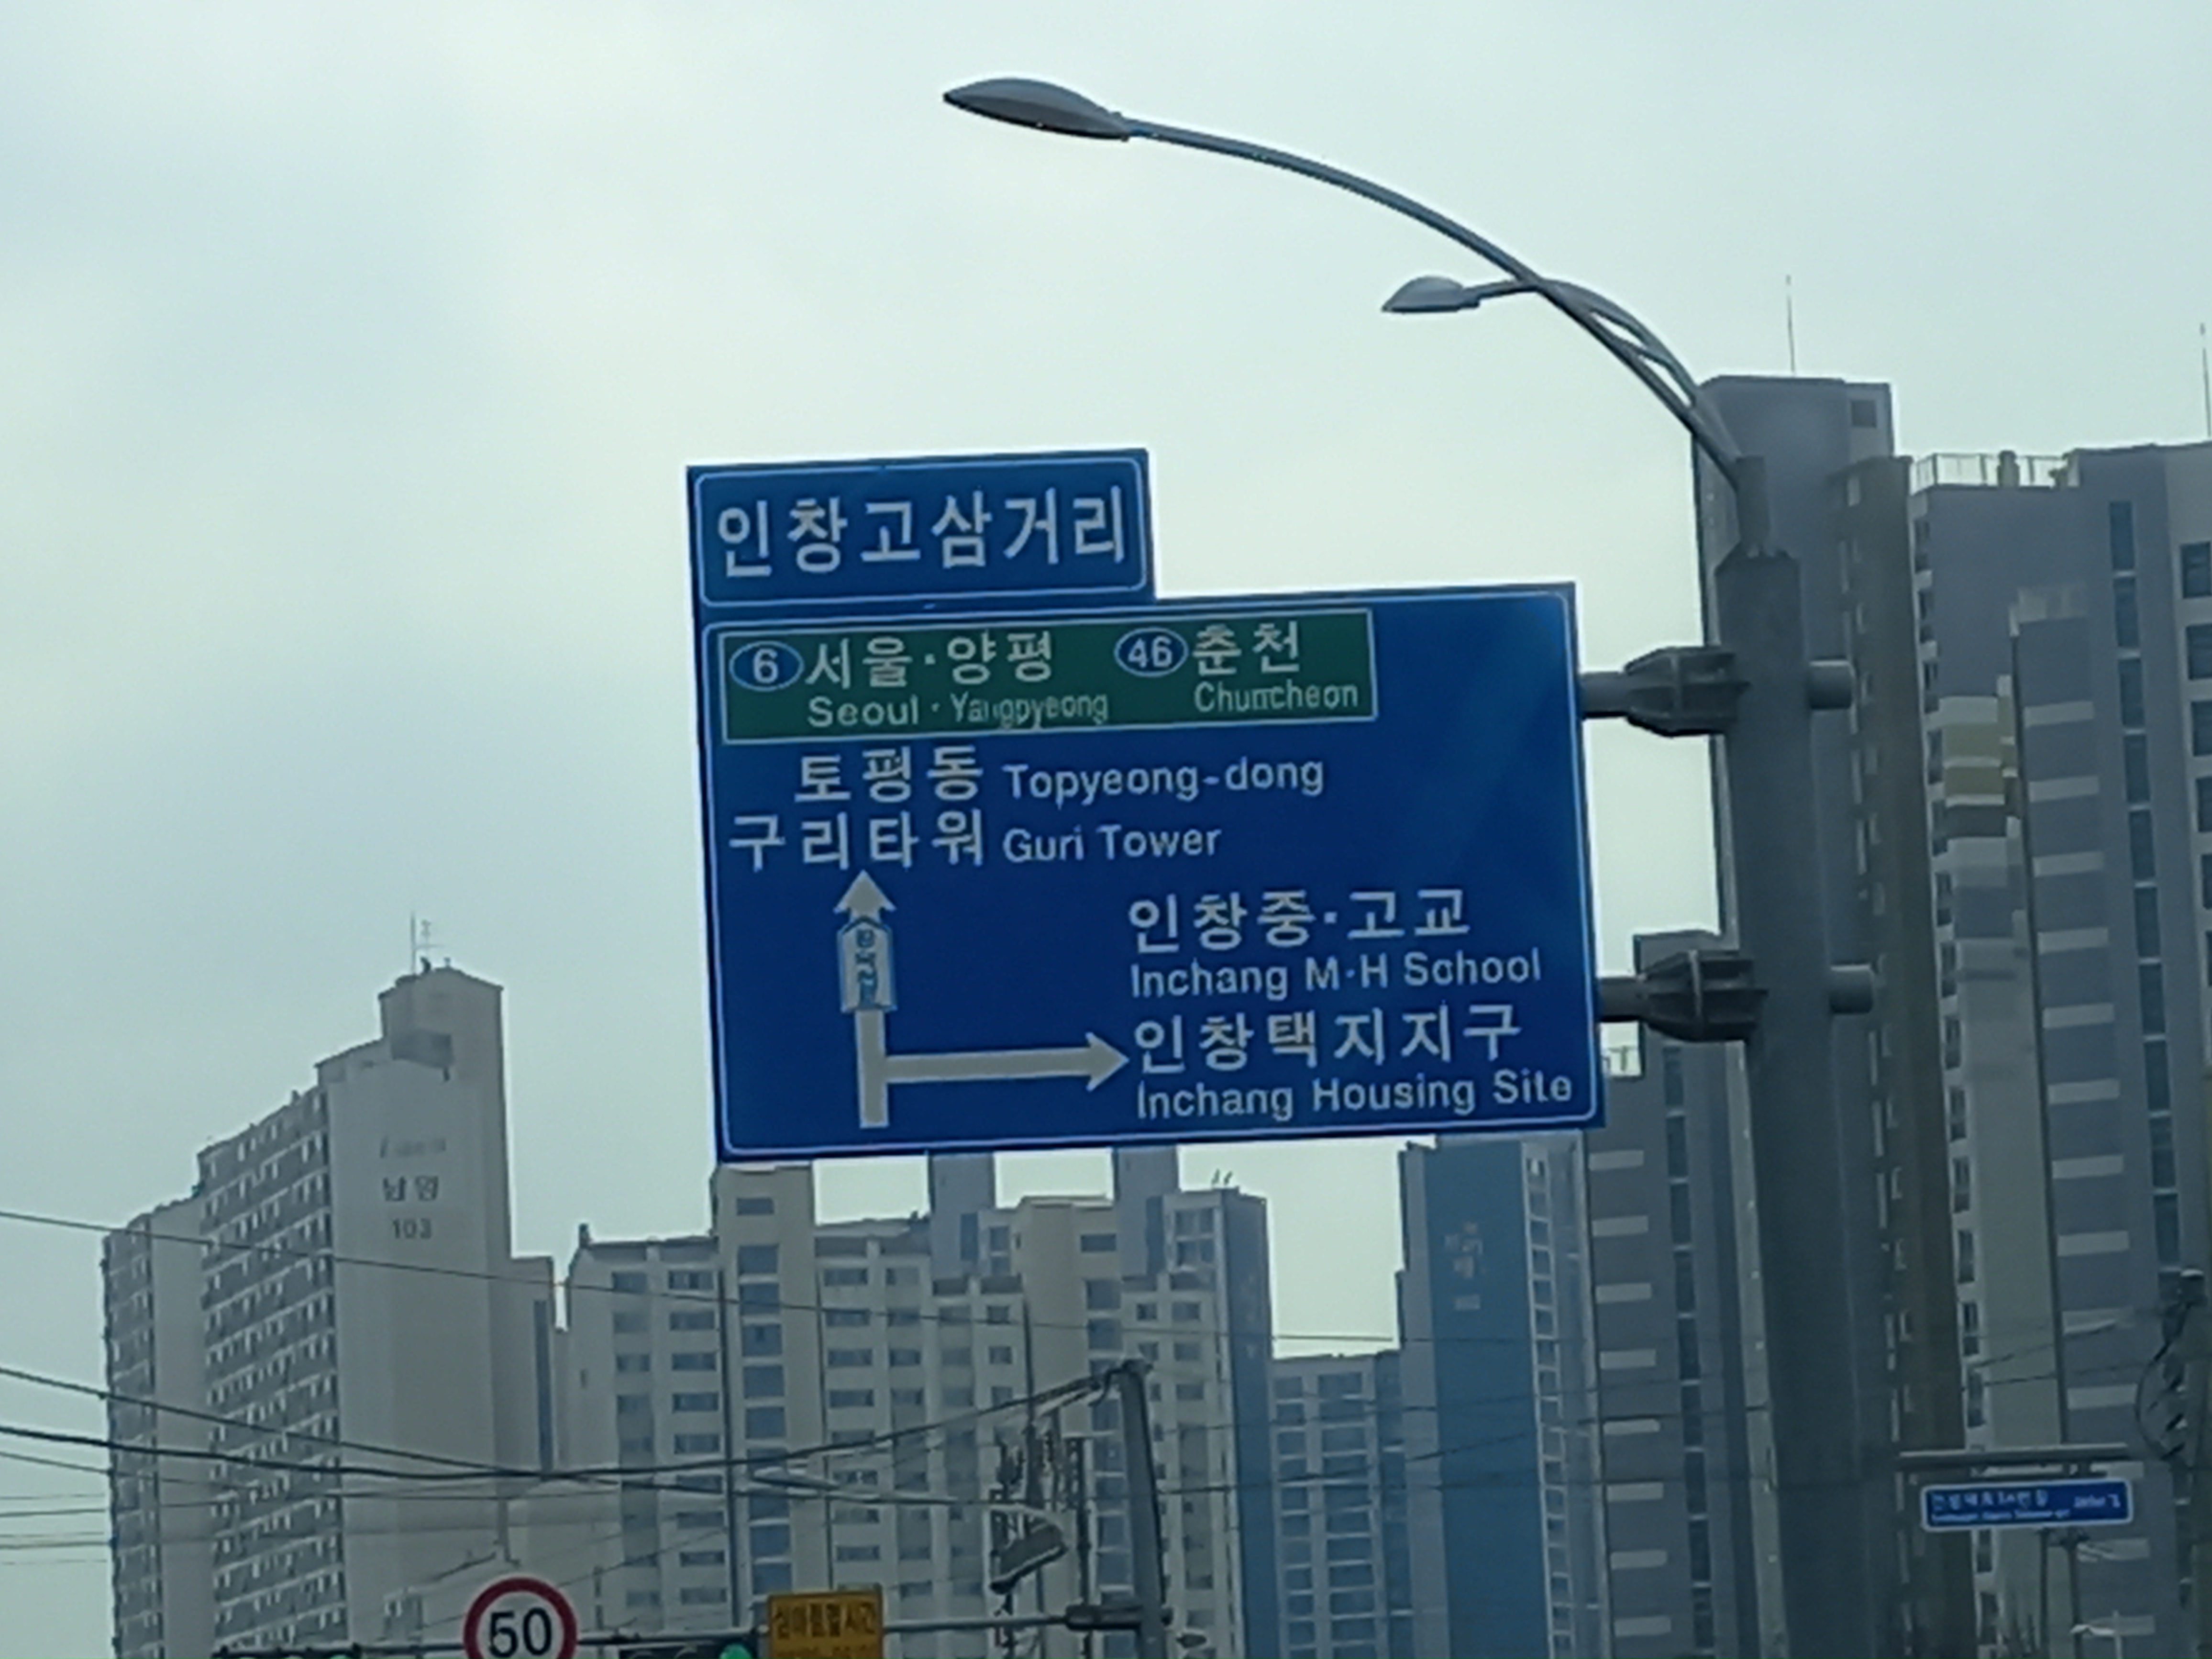 인창고삼거리
6 서울·양평 46 춘천
Seoul · Yangpyeong Chuncheon
토평동 Topyeong-dong
구리타워 Guri Tower
인창중·고교
Inchang M·H School
인창택지지구
Inchang Housing Site
103
50